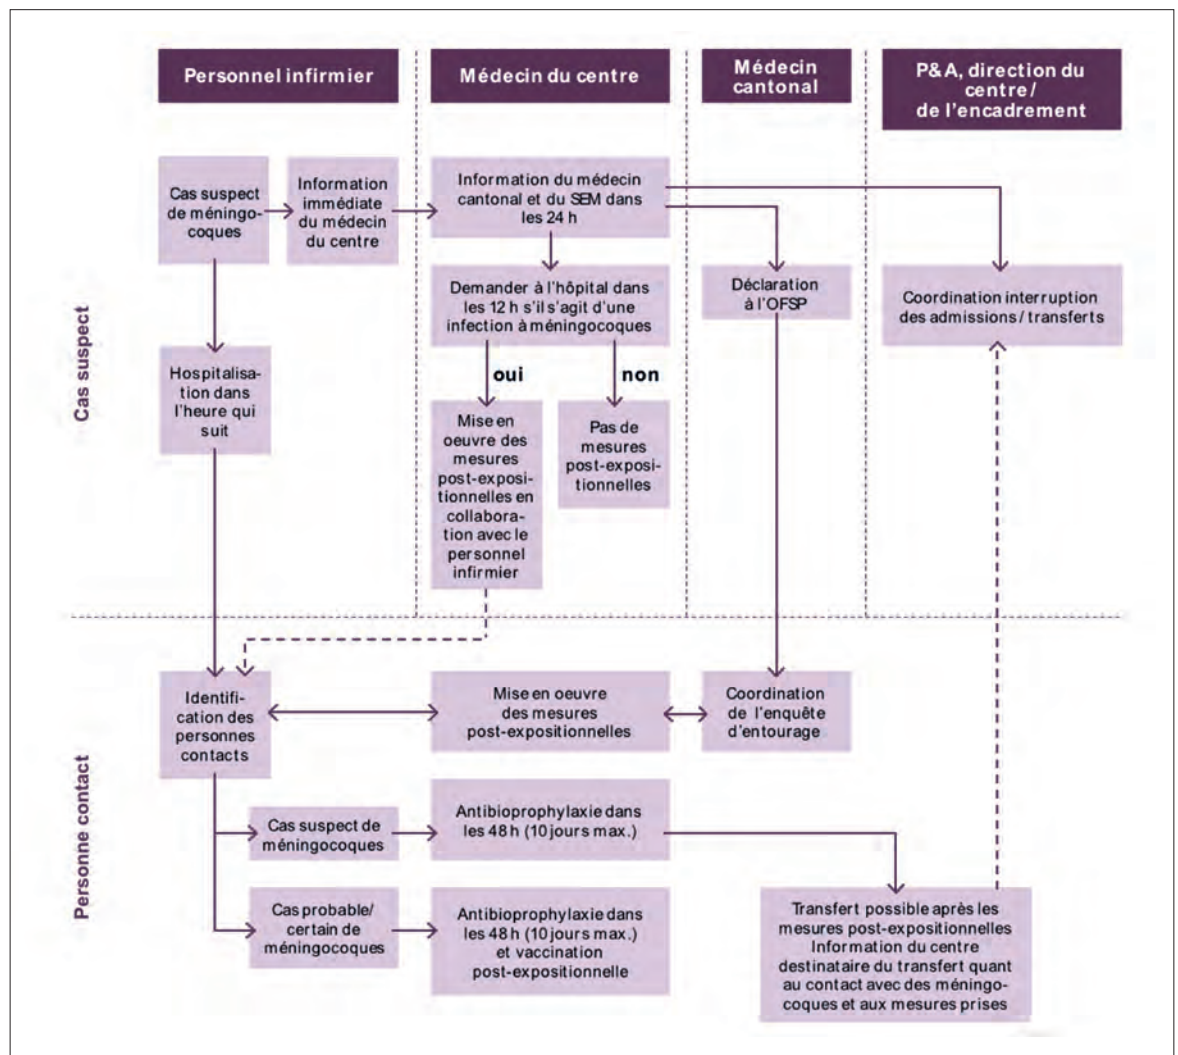 Personnel infirmier
Médecin du centre
Médecin
cantonal
P&A, direction du
centre /
de l'encadrement
Cas suspect
Cas suspect
de méningo-
coques
Information
immédiate
du médecin
du centre
Information du médecin
cantonal et du SEM dans
les 24 h
Demander à l'hôpital dans
les 12 h s'il s'agit d'une
infection à méningocoques
Déclaration
à l'OFSP
Coordination interruption
des admissions / transferts
Hospitalisa-
tion dans
l'heure qui
suit
oui
non
Mise en
oeuvre des
mesures
post-exposi-
tionnelles en
collabora-
tion avec le
personnel
infirmier
Pas de
mesures
post-exposi-
tionnelles
Personne contact
Identifi-
cation des
personnes
contacts
Mise en oeuvre
des mesures
post-expositionnelles
Coordination
de l'enquête
d'entourage
Cas suspect de
méningocoques
Antibioprophylaxie dans
les 48 h (10 jours max.)
Cas probable/
certain de
méningocoques
Antibioprophylaxie dans
les 48 h (10 jours max.)
et vaccination
post-expositionnelle
Transfert possible après les
mesures post-expositionnelles
Information du centre
destinataire du transfert quant
au contact avec des méningo-
coques et aux mesures prises